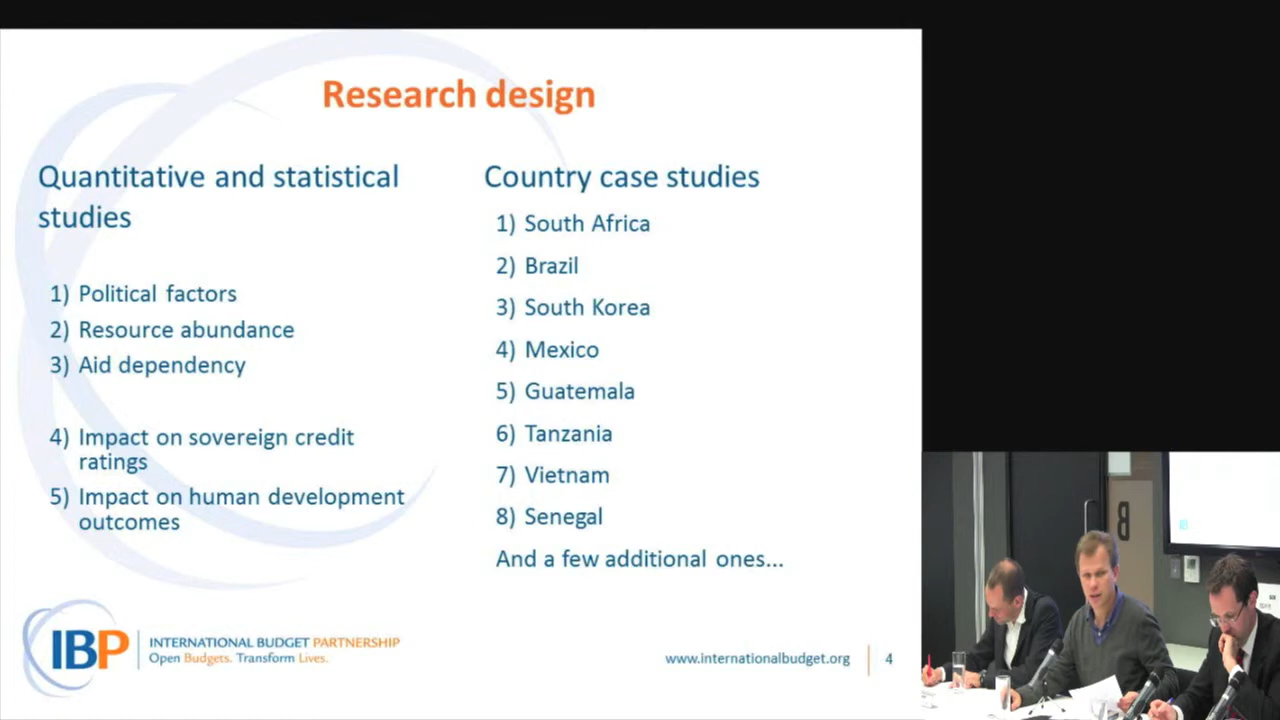 Research design
Quantitative and statistical
studies
1) Political factors
2) Resource abundance
3) Aid dependency
4) Impact on sovereign credit
ratings
5) Impact on human development
outcomes
Country case studies
1) South Africa
2) Brazil
3) South Korea
4) Mexico
5) Guatemala
6) Tanzania
7) Vietnam
8) Senegal
And a few additional ones...
IBP
INTERNATIONAL BUDGET PARTNERSHIP
Open Budgets. Transform Lives.
www.internationalbudget.org
4